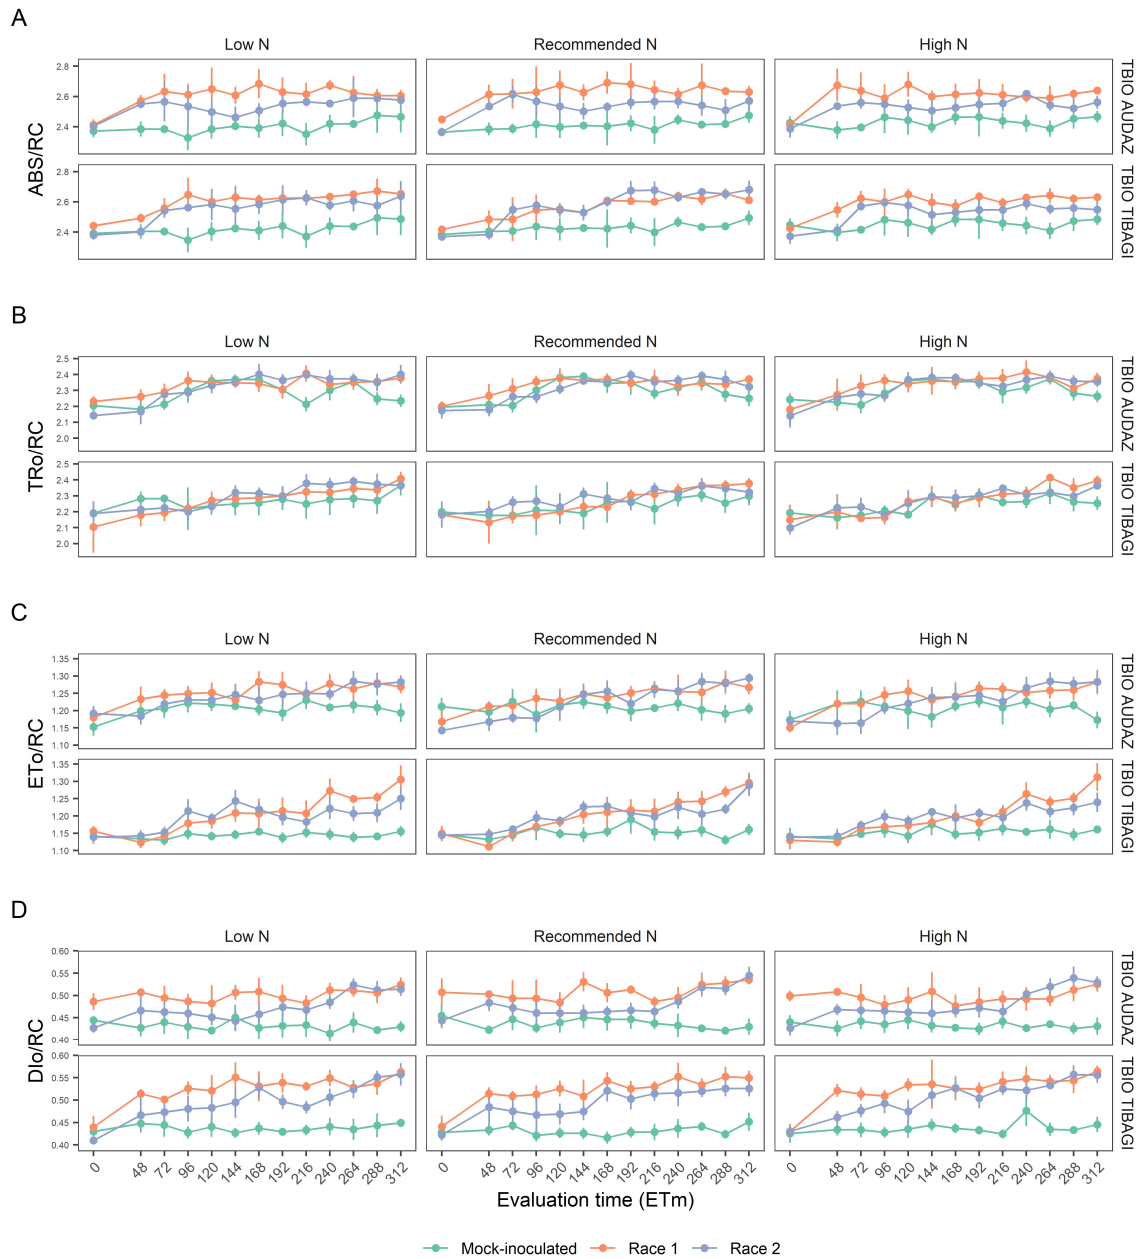 A
Low N
Recommended N
High N
ABS/RC
2.8
2.6
2.4
TBIO AUDAZ
2.8
2.6
2.4
TBIO TIBAGI
B
Low N
Recommended N
High N
TRo/RC
2.5
2.4
2.3
2.2
2.1
2.0
TBIO AUDAZ
2.5
2.4
2.3
2.2
2.1
2.0
TBIO TIBAGI
C
Low N
Recommended N
High N
ETo/RC
1.35
1.30
1.25
1.20
1.15
1.10
TBIO AUDAZ
1.35
1.30
1.25
1.20
1.15
1.10
TBIO TIBAGI
D
Low N
Recommended N
High N
DIo/RC
0.60
0.55
0.50
0.45
0.40
TBIO AUDAZ
0.60
0.55
0.50
0.45
0.40
TBIO TIBAGI
0 48 72 96 120 144 168 192 216 240 264 288 312
0 48 72 96 120 144 168 192 216 240 264 288 312
0 48 72 96 120 144 168 192 216 240 264 288 312
Evaluation time (ETm)
Mock-inoculated Race 1 Race 2